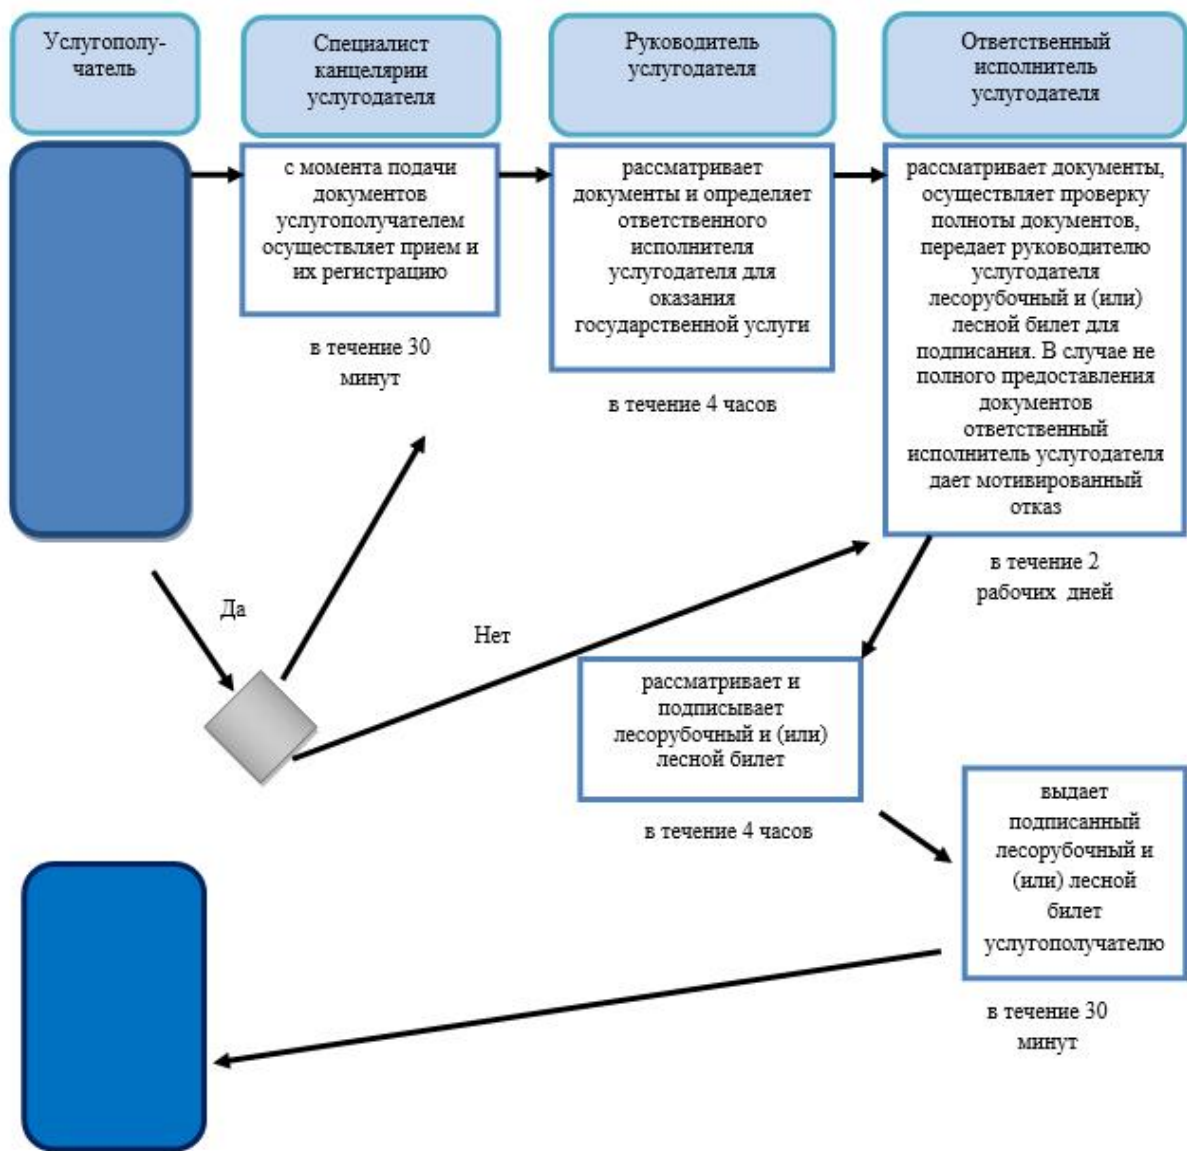 Услугополу-
чатель
Специалист
канцелярии
услугодателя
Руководитель
услугодателя
Ответственный
исполнитель
услугодателя
с момента подачи
документов
услугополучателем
осуществляет прием и
их регистрацию
в течение 30
минут
рассматривает
документы и определяет
ответственного
исполнителя
услугодателя для
оказания
государственной услуги
в течение 4 часов
рассматривает документы,
осуществляет проверку
полноты документов,
передает руководителю
услугодателя
лесорубочный и (или)
лесной билет для
подписания. В случае не
полного предоставления
документов
ответственный
исполнитель услугодателя
дает мотивированный
отказ
в течение 2
рабочих дней
Да
Нет
рассматривает и
подписывает
лесорубочный и (или)
лесной билет
в течение 4 часов
выдает
подписанный
лесорубочный и
(или) лесной
билет
услугополучателю
в течение 30
минут